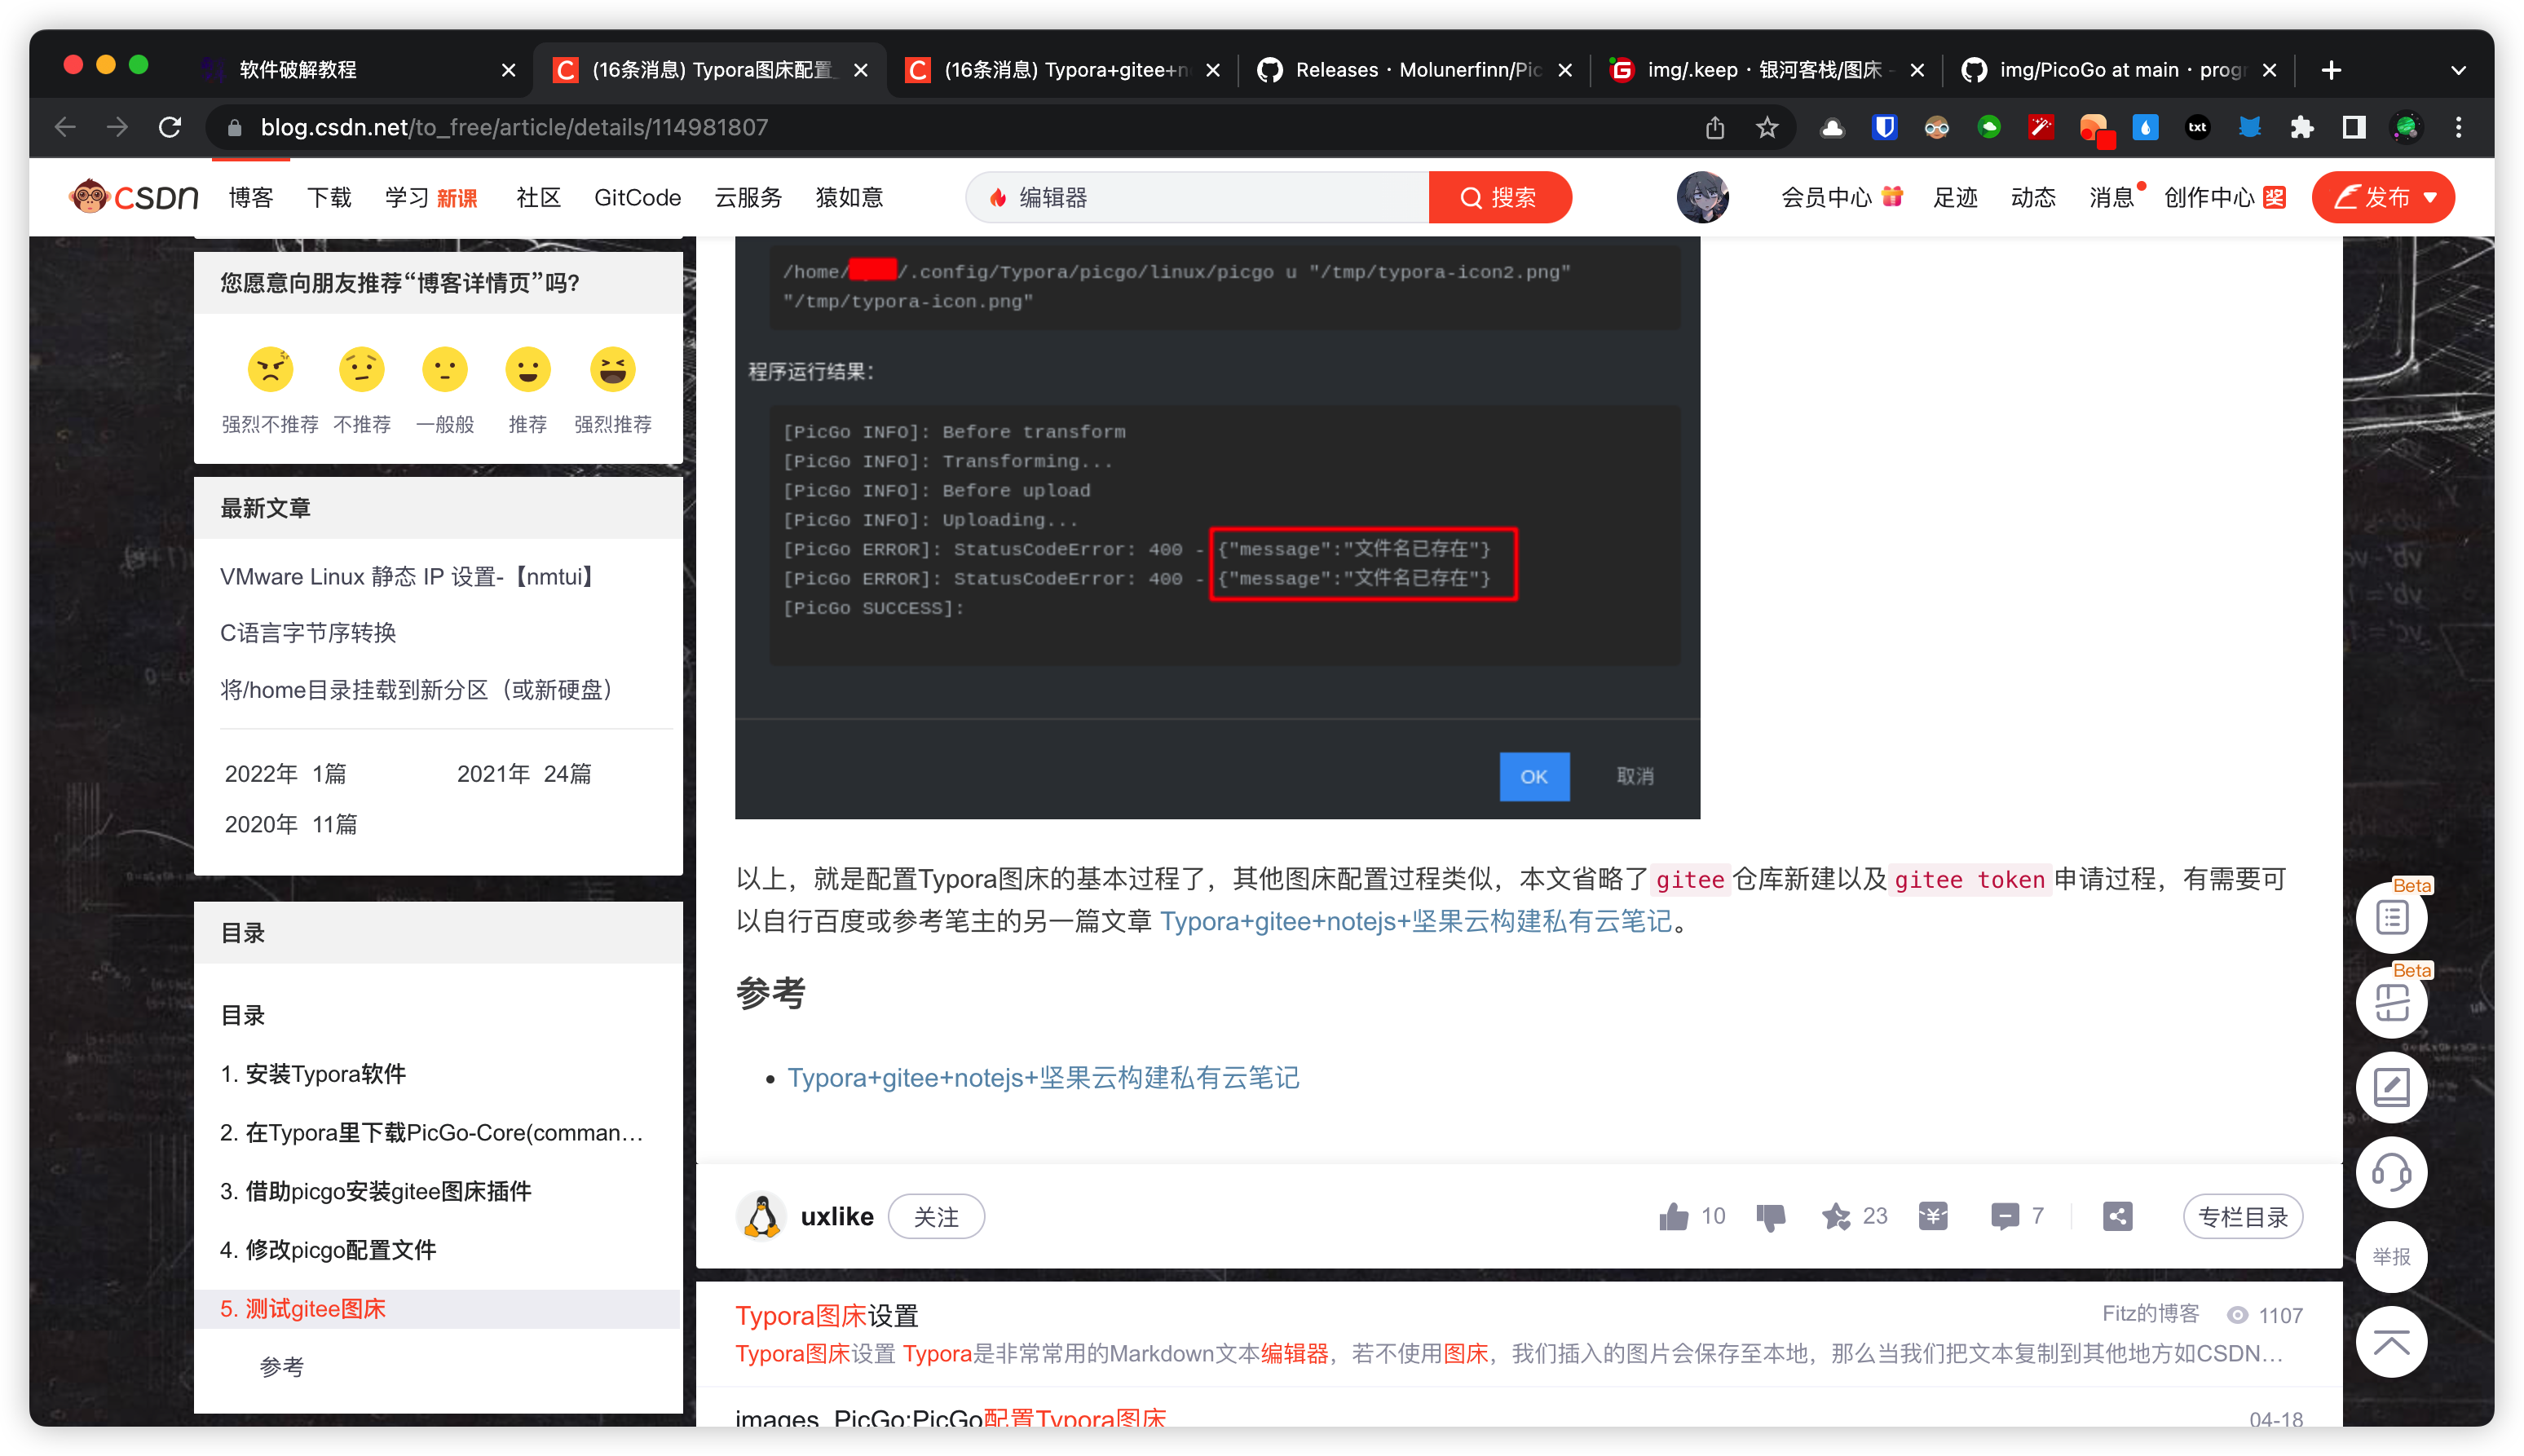 软件破解教程
(16条消息) Typora图床配置_
(16条消息) Typora+gitee+n
Releases · Molunerfinn/Pic
img/.keep · 银河客栈/图床 -
img/PicoGo at main · progr
blog.csdn.net/to_free/article/details/114981807
txt
CSDN 博客 下载 学习 新课 社区 GitCode 云服务 猿如意 编辑器 搜索 会员中心 足迹 动态 消息 创作中心 奖 发布
您愿意向朋友推荐“博客详情页”吗?
强烈不推荐 不推荐 一般般 推荐 强烈推荐
最新文章
VMware Linux 静态 IP 设置-【nmtui】
C语言字节序转换
将/home目录挂载到新分区（或新硬盘）
2022年 1篇 2021年 24篇
2020年 11篇
目录
目录
1. 安装Typora软件
2. 在Typora里下载PicGo-Core(comman...
3. 借助picgo安装gitee图床插件
4. 修改picgo配置文件
5. 测试gitee图床
参考
/home/ /.config/Typora/picgo/linux/picgo u "/tmp/typora-icon2.png"
"/tmp/typora-icon.png"
程序运行结果：
[PicGo INFO]: Before transform
[PicGo INFO]: Transforming...
[PicGo INFO]: Before upload
[PicGo INFO]: Uploading...
[PicGo ERROR]: StatusCodeError: 400 - {"message":"文件名已存在"}
[PicGo ERROR]: StatusCodeError: 400 - {"message":"文件名已存在"}
[PicGo SUCCESS]:
OK 取消
以上，就是配置Typora图床的基本过程了，其他图床配置过程类似，本文省略了 gitee 仓库新建以及 gitee token 申请过程，有需要可
以自行百度或参考笔主的另一篇文章 Typora+gitee+notejs+坚果云构建私有云笔记。
参考
• Typora+gitee+notejs+坚果云构建私有云笔记
uxlike 关注 10 23 7 专栏目录
Typora图床设置 Fitz的博客 1107
Typora图床设置 Typora是非常常用的Markdown文本编辑器，若不使用图床，我们插入的图片会保存至本地，那么当我们把文本复制到其他地方如CSDN...
images_PicGo:PicGo配置Typora图床 04-18
Beta
Beta
举报